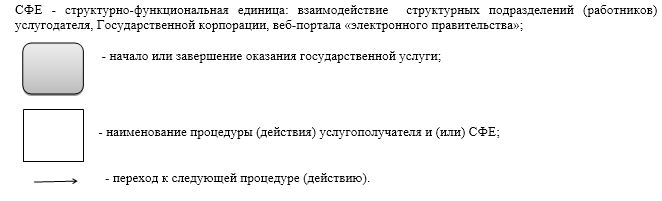 СФЕ - структурно-функциональная единица: взаимодействие структурных подразделений (работников)
услугодателя, Государственной корпорации, веб-портала «электронного правительства»;
- начало или завершение оказания государственной услуги;
- наименование процедуры (действия) услугополучателя и (или) СФЕ;
- переход к следующей процедуре (действию).